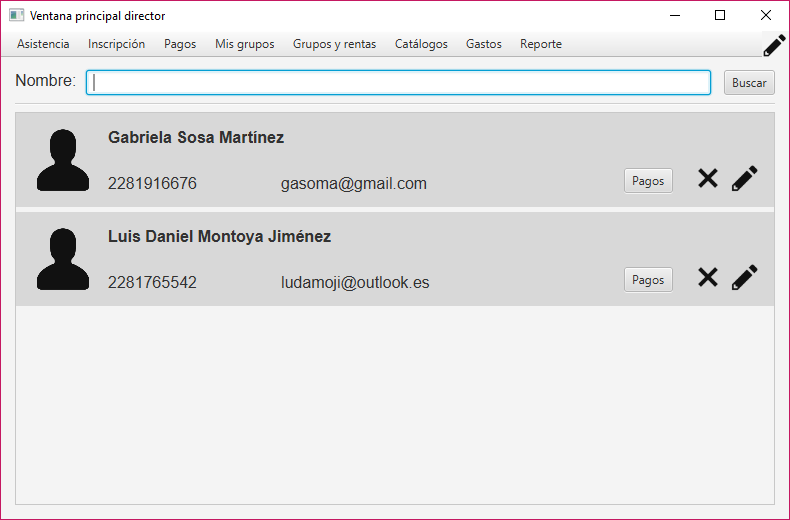 Ventana principal director
Asistencia Inscripción Pagos Mis grupos Grupos y rentas Catálogos Gastos Reporte
Nombre: Buscar
Gabriela Sosa Martínez
2281916676 gasoma@gmail.com Pagos
Luis Daniel Montoya Jiménez
2281765542 ludamoji@outlook.es Pagos